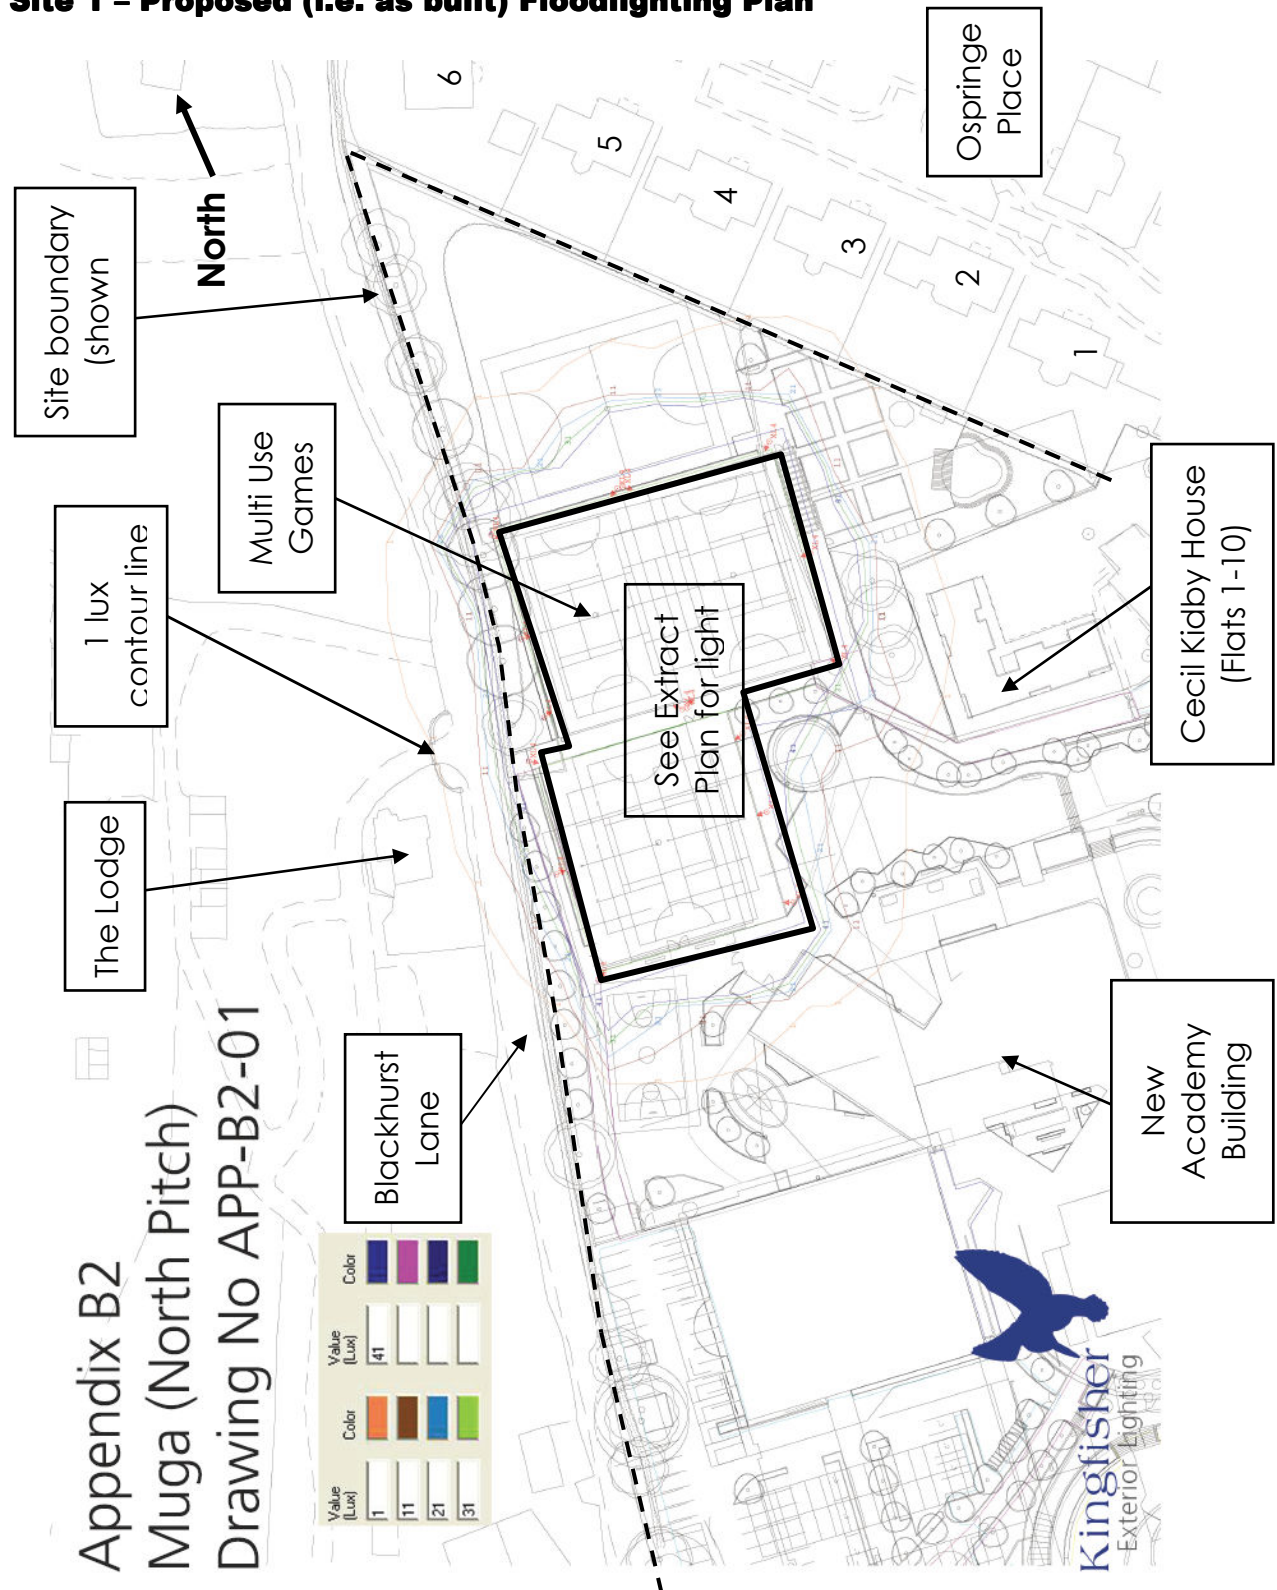 Site 1 – Proposed (i.e. as built) Floodlighting Plan
Appendix B2
Muga (North Pitch)
Drawing No APP-B2-01
Value
(Lux)
Color
Value
(Lux)
Color
1
41
11
21
31
The Lodge
1 lux
contour line
Site boundary
(shown
North
Blackhurst
Lane
Multi Use
Games
See Extract
Plan for light
6
5
4
3
2
1
Ospringe
Place
Cecil Kidby House
(Flats 1-10)
New
Academy
Building
Kingfisher
Exterior Lighting